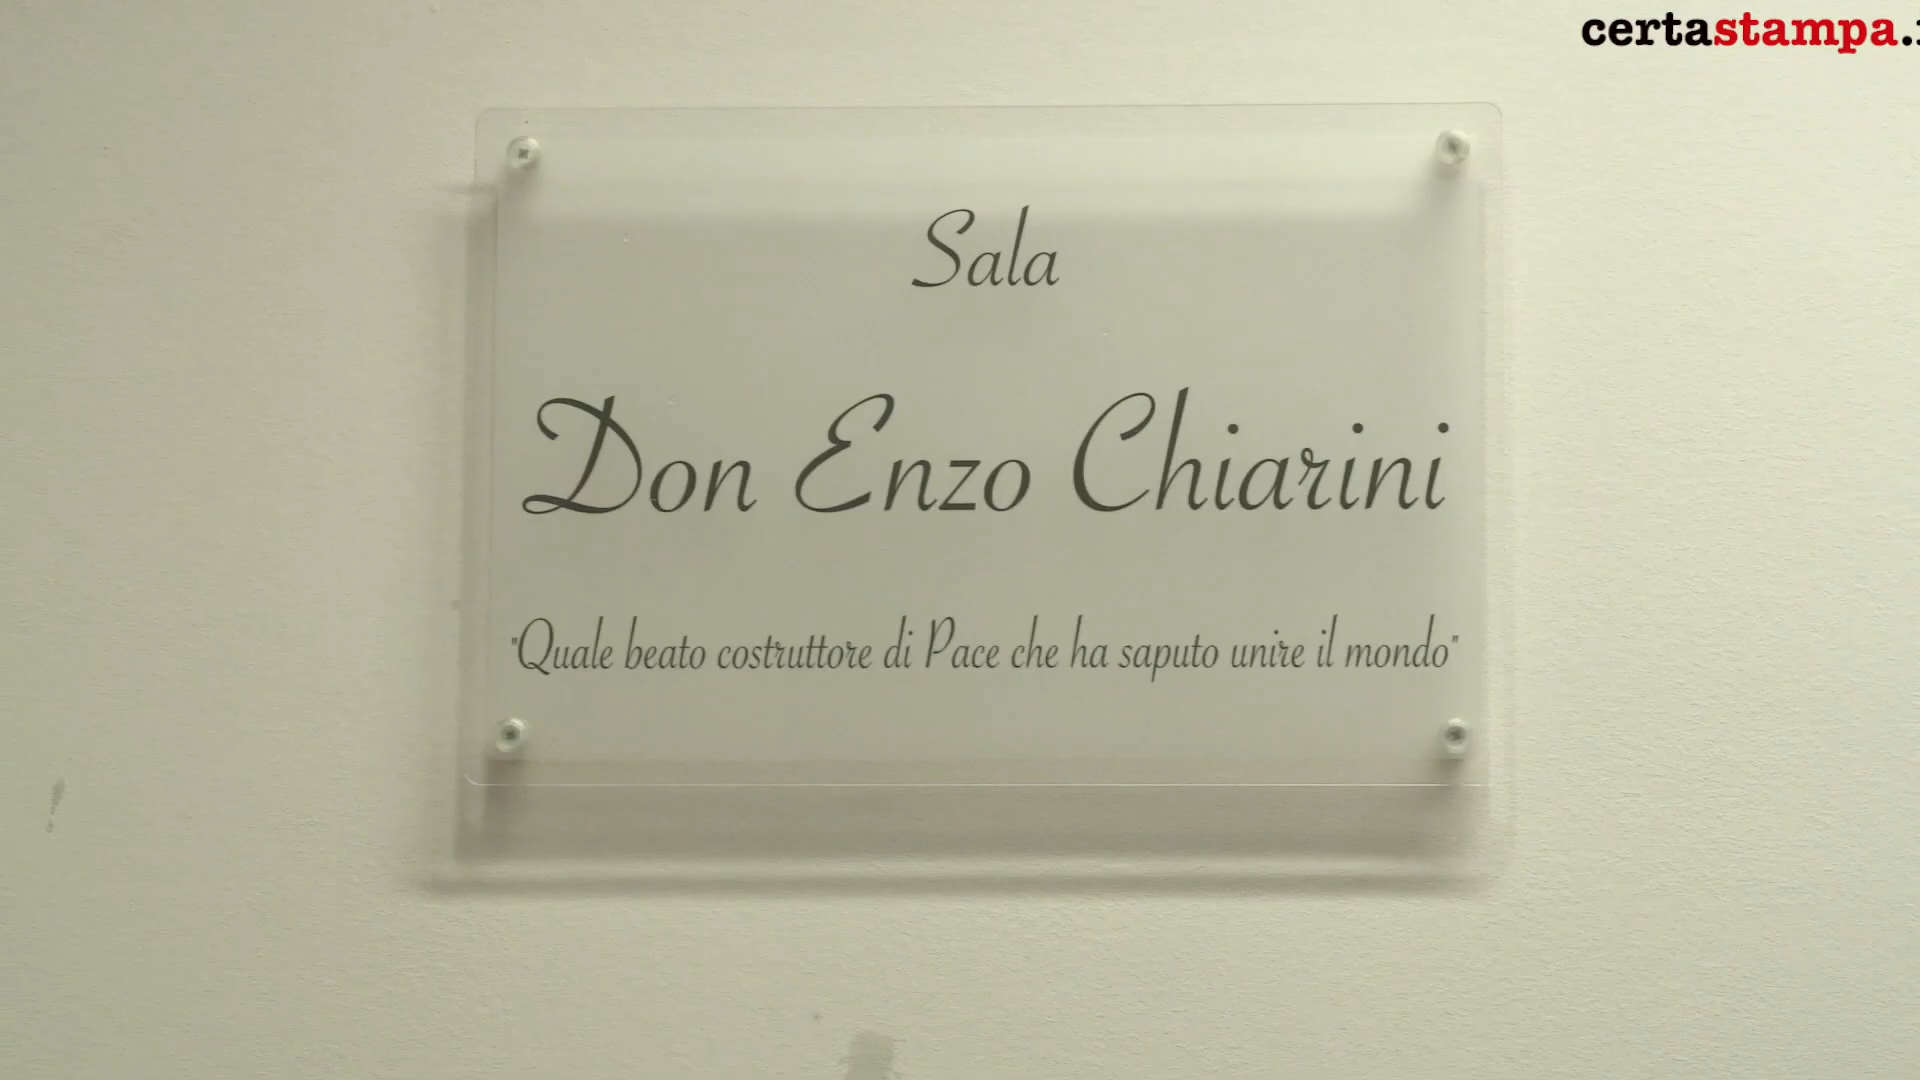 certastampa.
Sala
Don Enzo Chiarini
"Quale beato costruttore di Pace che ha saputo unire il mondo"